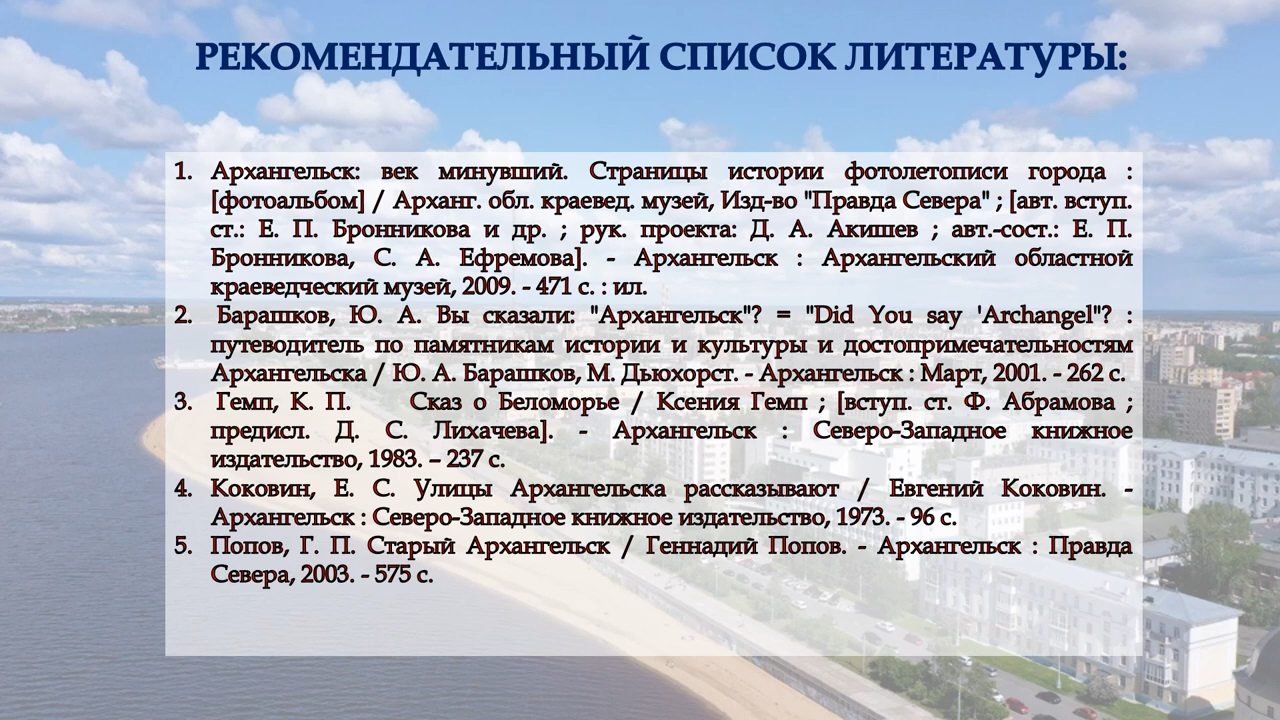 РЕКОМЕНДАТЕЛЬНЫЙ СПИСОК ЛИТЕРАТУРЫ:
1. Архангельск: век минувший. Страницы истории фотолетописи города :
[фотоальбом] / Арханг. обл. краевед. музей, Изд-во "Правда Севера" ; [авт. вступ.
ст.: Е. П. Бронникова и др. ; рук. проекта: Д. А. Акишев ; авт.-сост.: Е. П.
Бронникова, С. А. Ефремова]. - Архангельск : Архангельский областной
краеведческий музей, 2009. - 471 с. : ил.
2. Барашков, Ю. А. Вы сказали: "Архангельск"? = "Did You say 'Archangel"? :
путеводитель по памятникам истории и культуры и достопримечательностям
Архангельска / Ю. А. Барашков, М. Дьюхорст. - Архангельск : Март, 2001. - 262 с.
3. Гемп, К. П. Сказ о Беломорье / Ксения Гемп ; [вступ. ст. Ф. Абрамова ;
предисл. Д. С. Лихачева]. - Архангельск : Северо-Западное книжное
издательство, 1983. – 237 с.
4. Коковин, Е. С. Улицы Архангельска рассказывают / Евгений Коковин. -
Архангельск : Северо-Западное книжное издательство, 1973. - 96 с.
5. Попов, Г. П. Старый Архангельск / Геннадий Попов. - Архангельск : Правда
Севера, 2003. - 575 с.